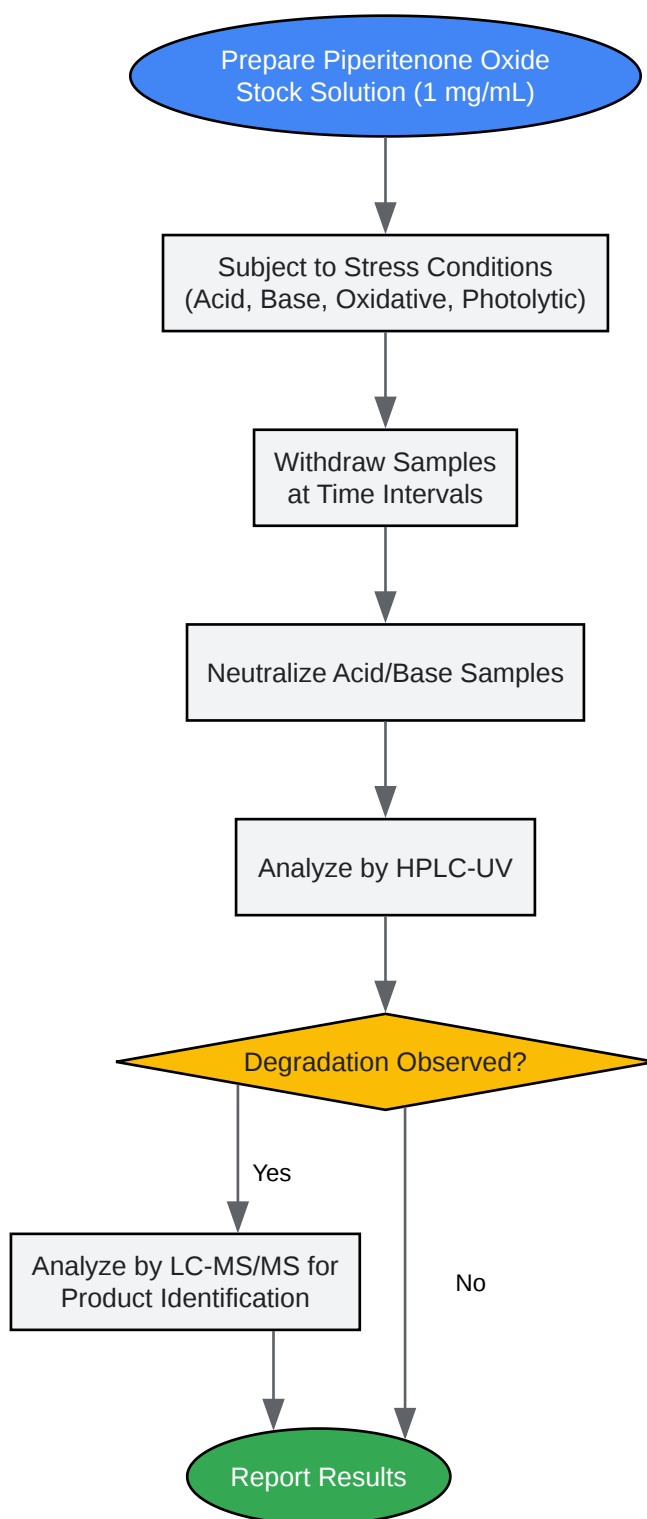 Prepare Piperitenone Oxide
Stock Solution (1 mg/mL)
Subject to Stress Conditions
(Acid, Base, Oxidative, Photolytic)
Withdraw Samples
at Time Intervals
Neutralize Acid/Base Samples
Analyze by HPLC-UV
Degradation Observed?
Yes
Analyze by LC-MS/MS for
Product Identification
No
Report Results